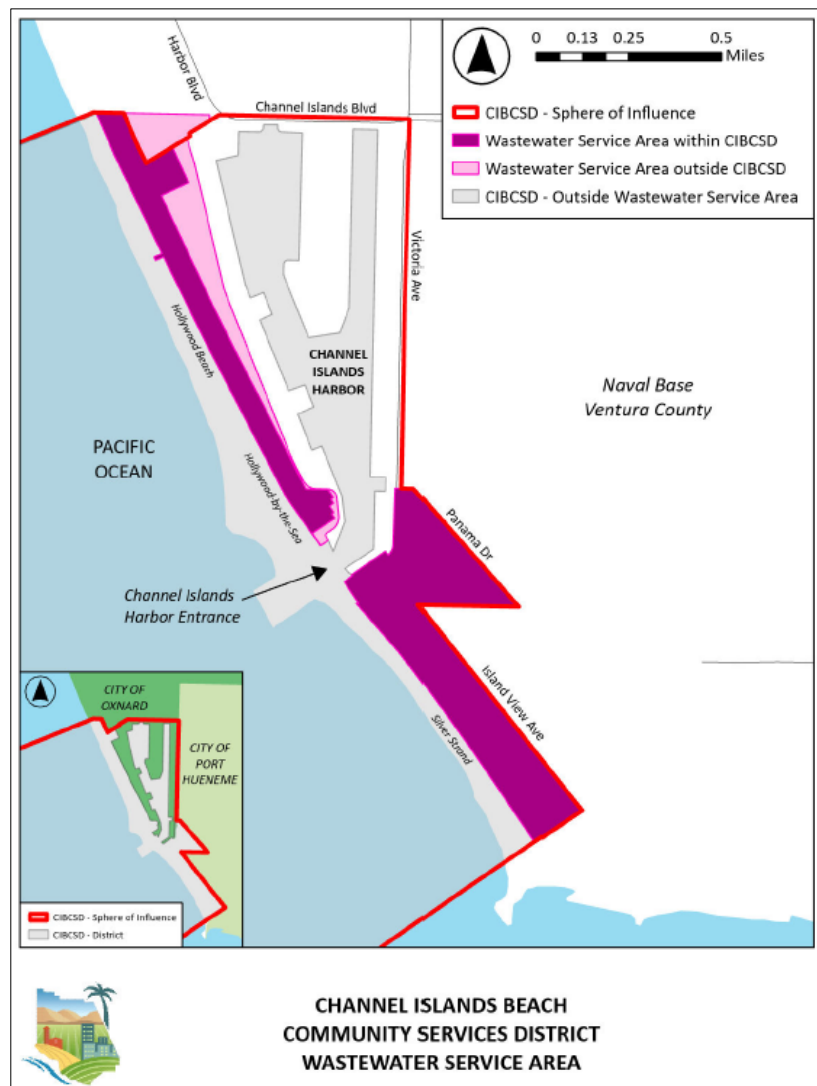 0 0.13 0.25 0.5
Miles
CIBCSD - Sphere of Influence
Wastewater Service Area within CIBCSD
Wastewater Service Area outside CIBCSD
CIBCSD - Outside Wastewater Service Area
Harbor Blvd
Channel Islands Blvd
Victoria Ave
Hollywood Beach
CHANNEL
ISLANDS
HARBOR
Naval Base
Ventura County
PACIFIC
OCEAN
Hollywood-by-the-Sea
Panama Dr
Channel Islands
Harbor Entrance
Island View Ave
Silver Strand
CITY OF
OXNARD
CITY OF
PORT
HUENEME
CIBCSD - Sphere of Influence
CIBCSD - District
CHANNEL ISLANDS BEACH
COMMUNITY SERVICES DISTRICT
WASTEWATER SERVICE AREA